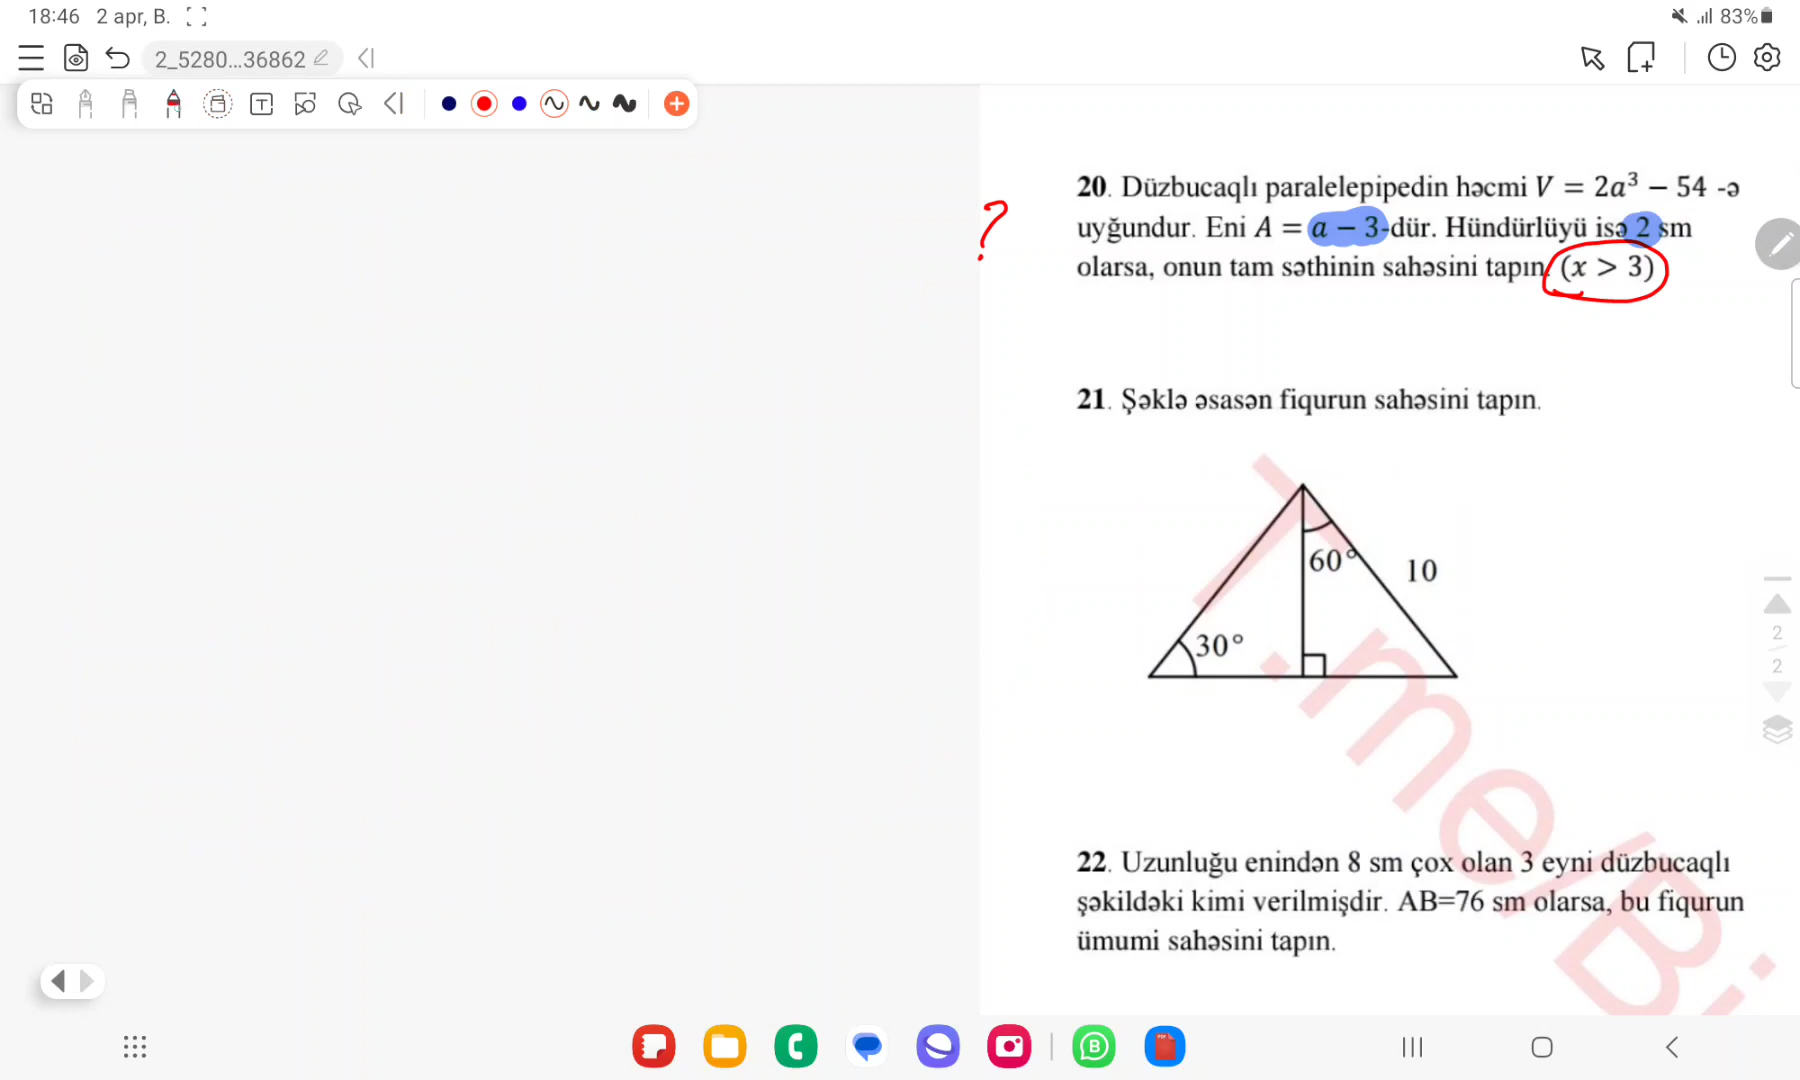 18:46 2 apr, B. 83%
2_5280...36862
20. Düzbucaqlı paralelepipedin həcmi V = 2a³ − 54 -ə
uyğundur. Eni A = a − 3-dür. Hündürlüyü isə 2 sm
olarsa, onun tam səthinin sahəsini tapın. (x > 3)
?
21. Şəklə əsasən fiqurun sahəsini tapın.
60°
10
30°
2
2
22. Uzunluğu enindən 8 sm çox olan 3 eyni düzbucaqlı
şəkildəki kimi verilmişdir. AB=76 sm olarsa, bu fiqurun
ümumi sahəsini tapın.
T.me/Bi